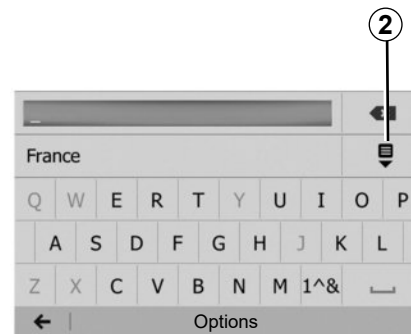 2
_
France
Q W E R T Y U I O P
A S D F G H J K L
Z X C V B N M 1^&
Options